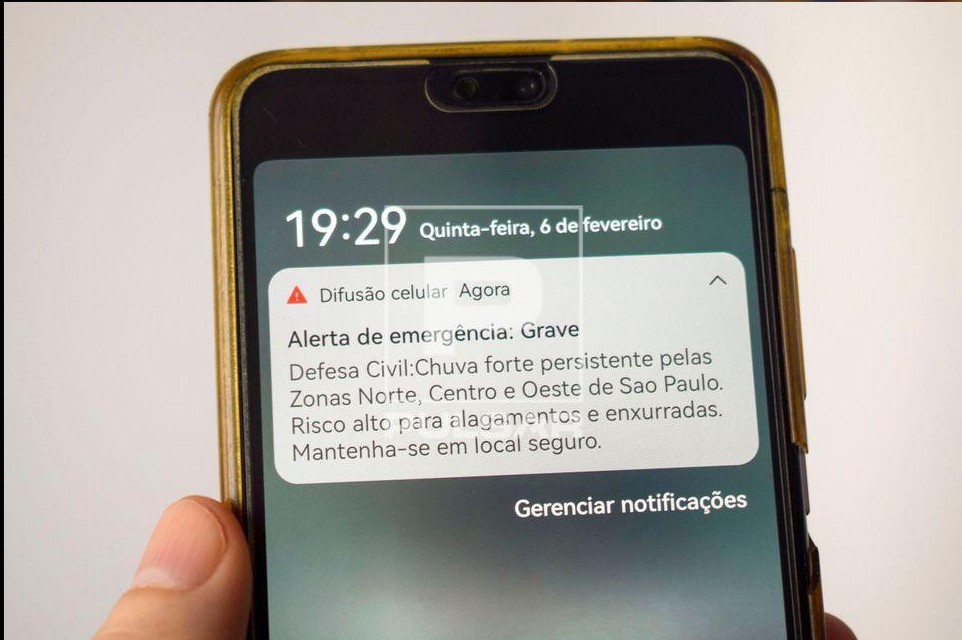 19:29 Quinta-feira, 6 de fevereiro
Difusão celular Agora
Alerta de emergência: Grave
Defesa Civil:Chuva forte persistente pelas
Zonas Norte, Centro e Oeste de Sao Paulo.
Risco alto para alagamentos e enxurradas.
Mantenha-se em local seguro.
Gerenciar notificações